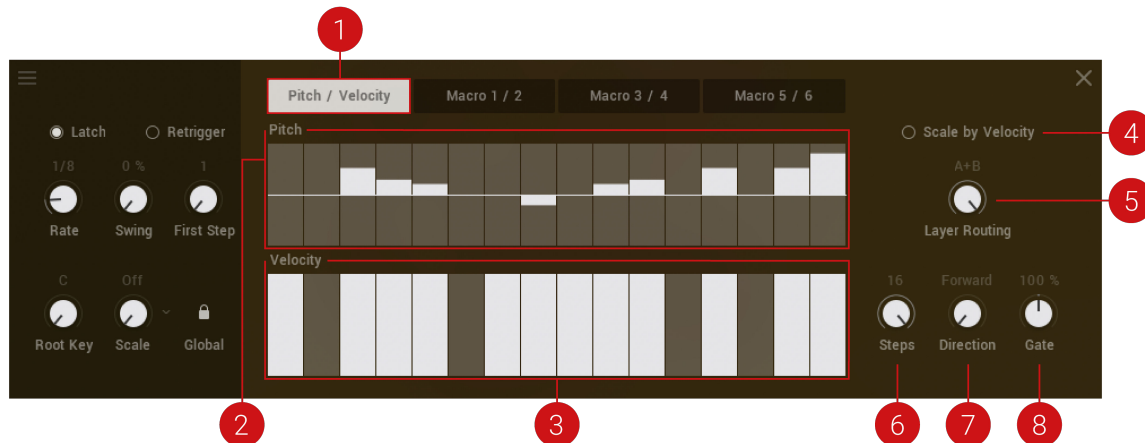 1
Pitch / Velocity Macro 1 / 2 Macro 3 / 4 Macro 5 / 6
Latch Retrigger Pitch Scale by Velocity 4
1/8 0 % 1 A+B
5
Rate Swing First Step Layer Routing
Velocity
C Off 16 Forward 100 %
Root Key Scale Global Steps Direction Gate
2 3 6 7 8